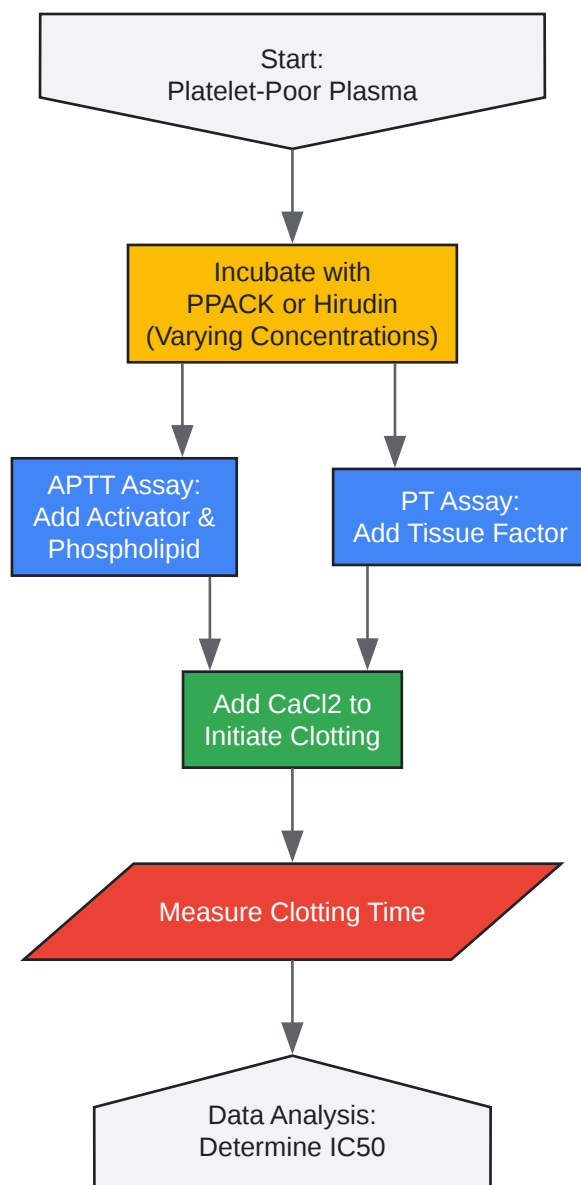 Start:
Platelet-Poor Plasma
Incubate with
PPACK or Hirudin
(Varying Concentrations)
APTT Assay:
Add Activator &
Phospholipid
PT Assay:
Add Tissue Factor
Add CaCl2 to
Initiate Clotting
Measure Clotting Time
Data Analysis:
Determine IC50